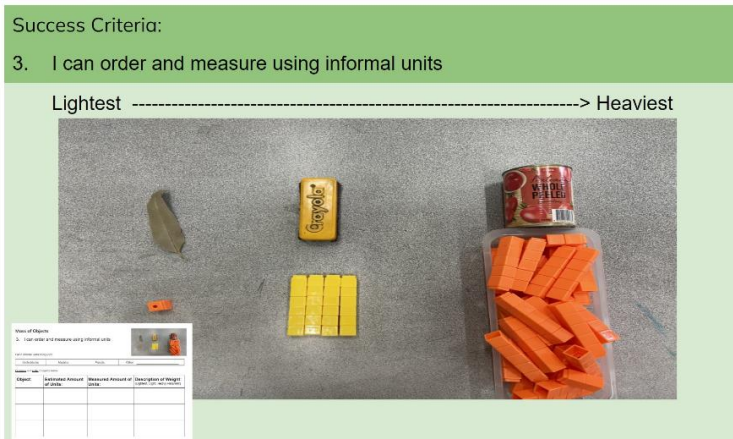 Success Criteria:
3. I can order and measure using informal units
Lightest ----------------------------------------------------------------------> Heaviest
Crayola
WHOLE
PEELED
Mass of Objects
3. I can order and measure using informal units
Object
Estimated Amount of Units:
Measured Amount of Units:
Description of Weight